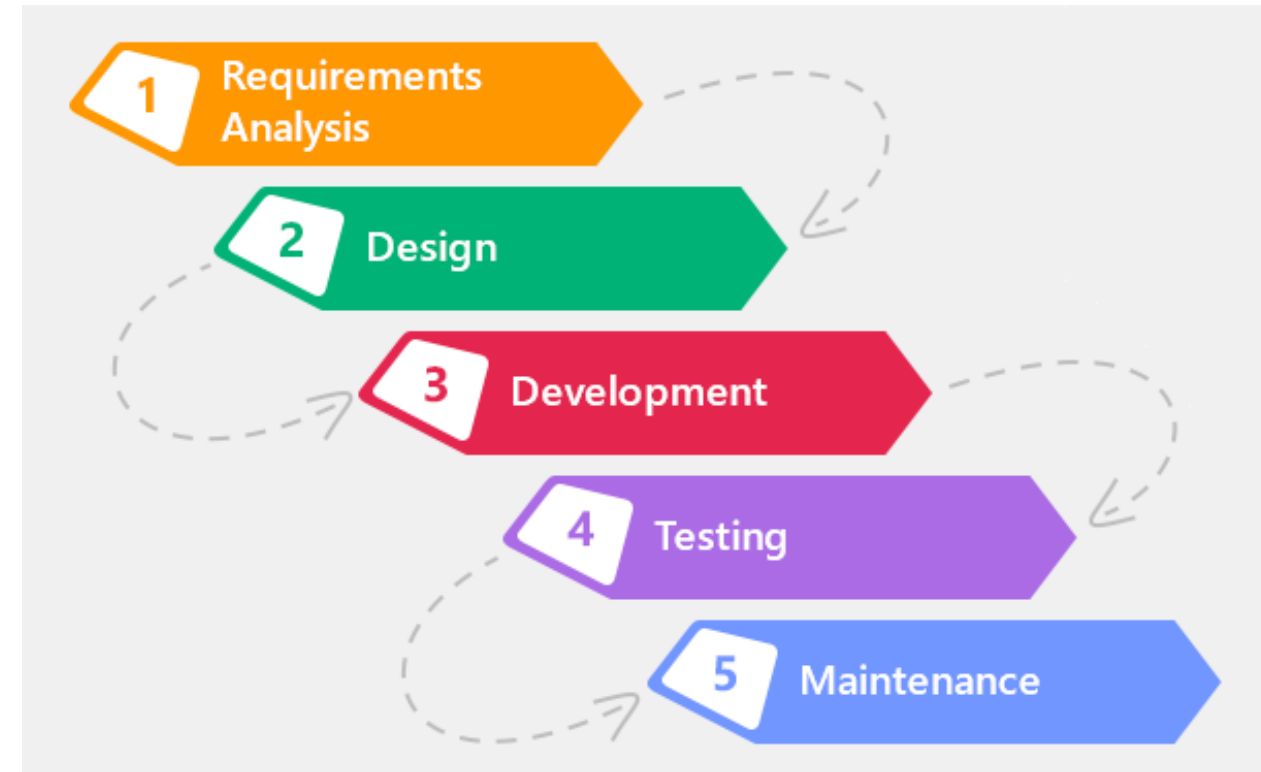 1
Requirements
Analysis
2
Design
3
Development
4
Testing
5
Maintenance